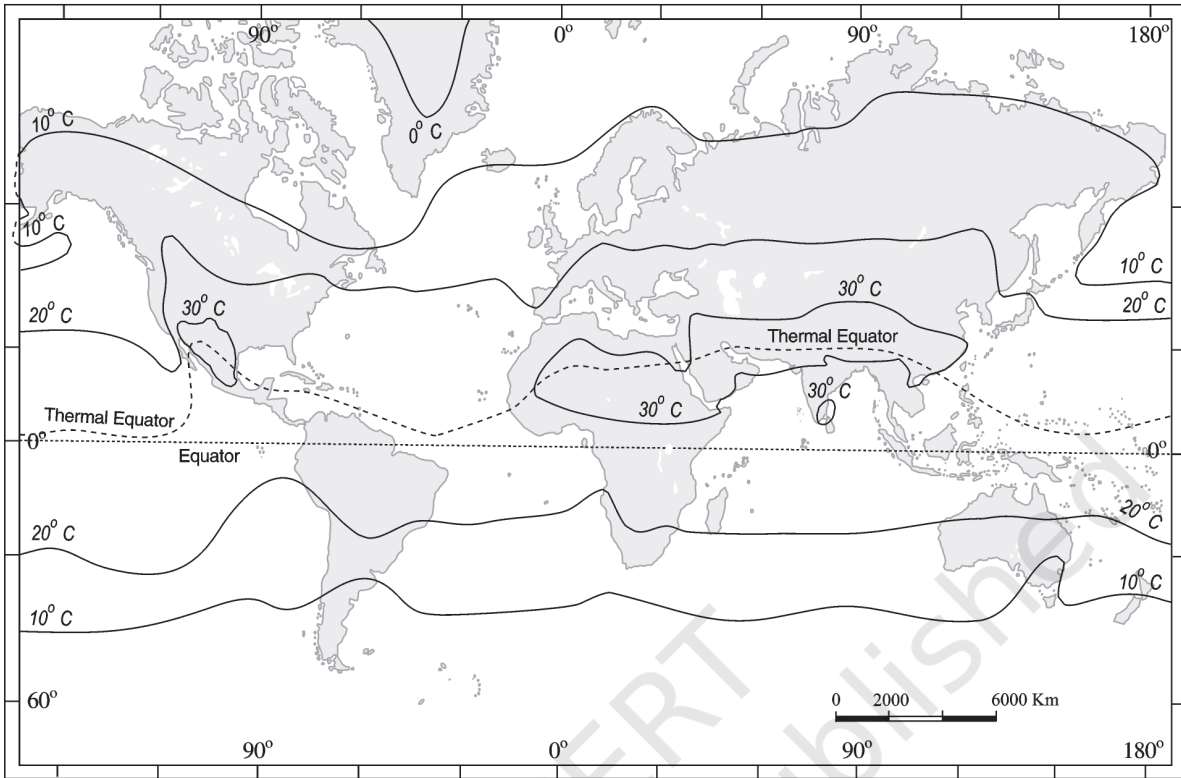 90° 0° 90° 180°
10° C
0° C
10° C
10° C
30° C 30° C
20° C 20° C
Thermal Equator
30° C
30° C
Thermal Equator
0° 0°
Equator
20° C 20° C
10° C 10° C
60°
0 2000 6000 Km
90° 0° 90° 180°